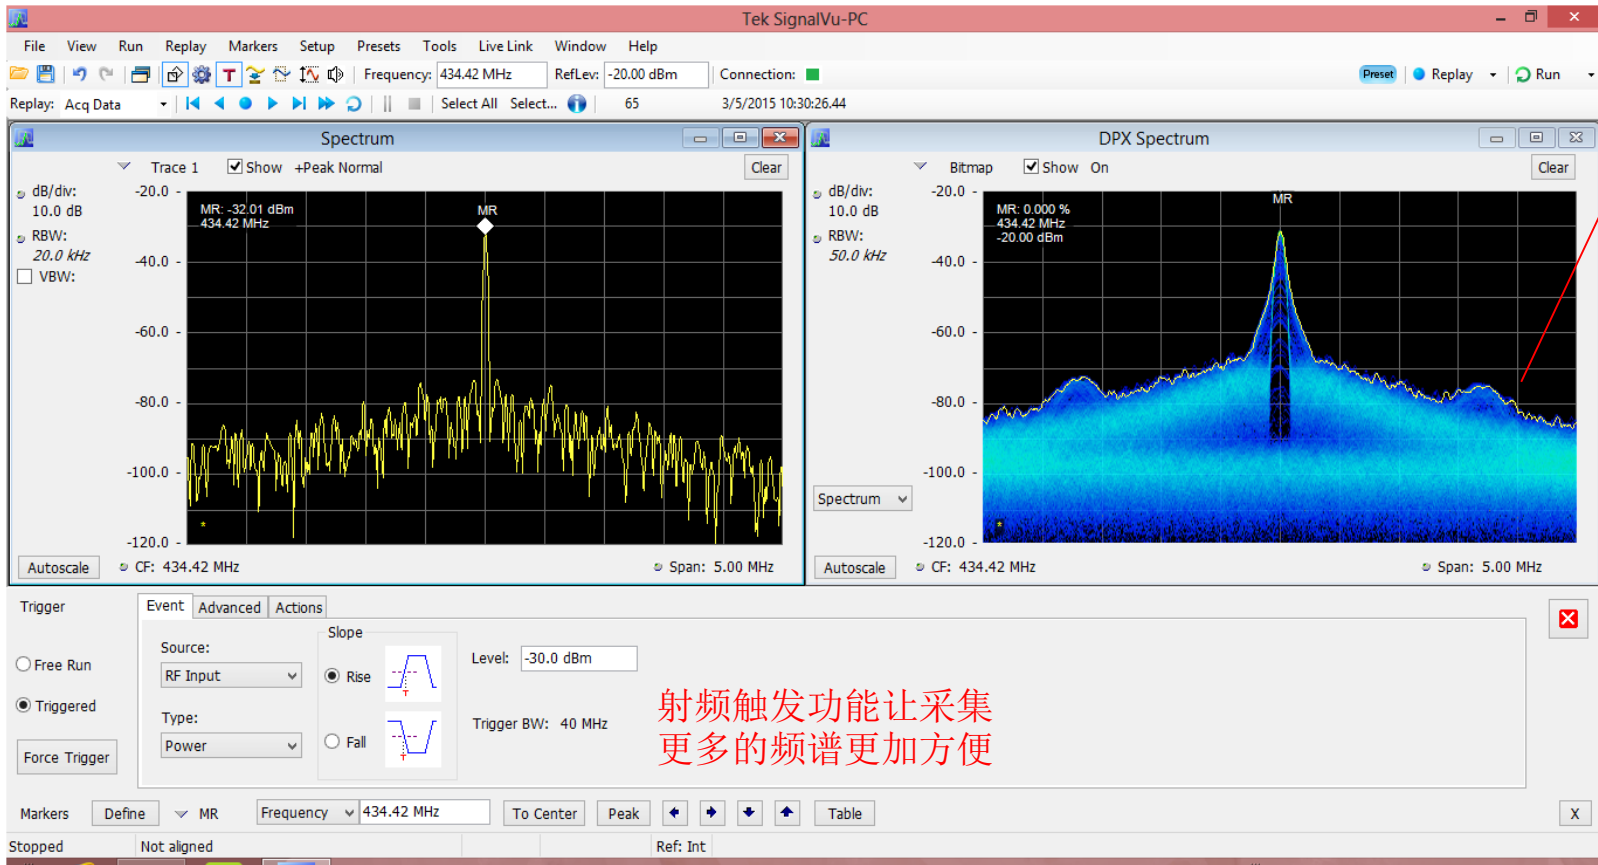 Tek SignalVu-PC
File View Run Replay Markers Setup Presets Tools Live Link Window Help
Frequency: 434.42 MHz RefLev: -20.00 dBm Connection: Preset Replay Run
Replay: Acq Data Select All Select... 65 3/5/2015 10:30:26.44
Spectrum
Trace 1 Show +Peak Normal Clear
dB/div:
10.0 dB
RBW:
20.0 kHz
VBW:
-20.0
-40.0
-60.0
-80.0
-100.0
-120.0
MR: -32.01 dBm
434.42 MHz
MR
Autoscale CF: 434.42 MHz Span: 5.00 MHz
DPX Spectrum
Bitmap Show On Clear
dB/div:
10.0 dB
RBW:
50.0 kHz
-20.0
-40.0
-60.0
-80.0
-100.0
-120.0
MR: 0.000 %
434.42 MHz
-20.00 dBm
MR
Spectrum
Autoscale CF: 434.42 MHz Span: 5.00 MHz
Trigger
Free Run
Triggered
Force Trigger
Event Advanced Actions
Source:
RF Input
Type:
Power
Slope
Rise
Fall
Level: -30.0 dBm
Trigger BW: 40 MHz
射频触发功能让采集
更多的频谱更加方便
Markers Define MR Frequency 434.42 MHz To Center Peak Table X
Stopped Not aligned Ref: Int